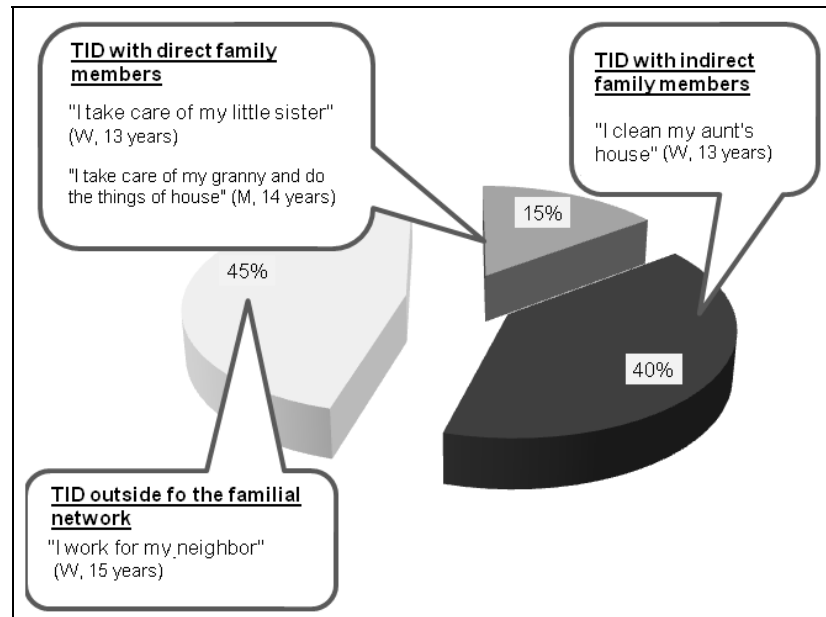 TID with direct family
members
"I take care of my little sister"
(W, 13 years)
"I take care of my granny and do
the things of house" (M, 14 years)
TID with indirect
family members
"I clean my aunt's
house" (W, 13 years)
15%
45%
40%
TID outside fo the familial
network
"I work for my neighbor"
(W, 15 years)